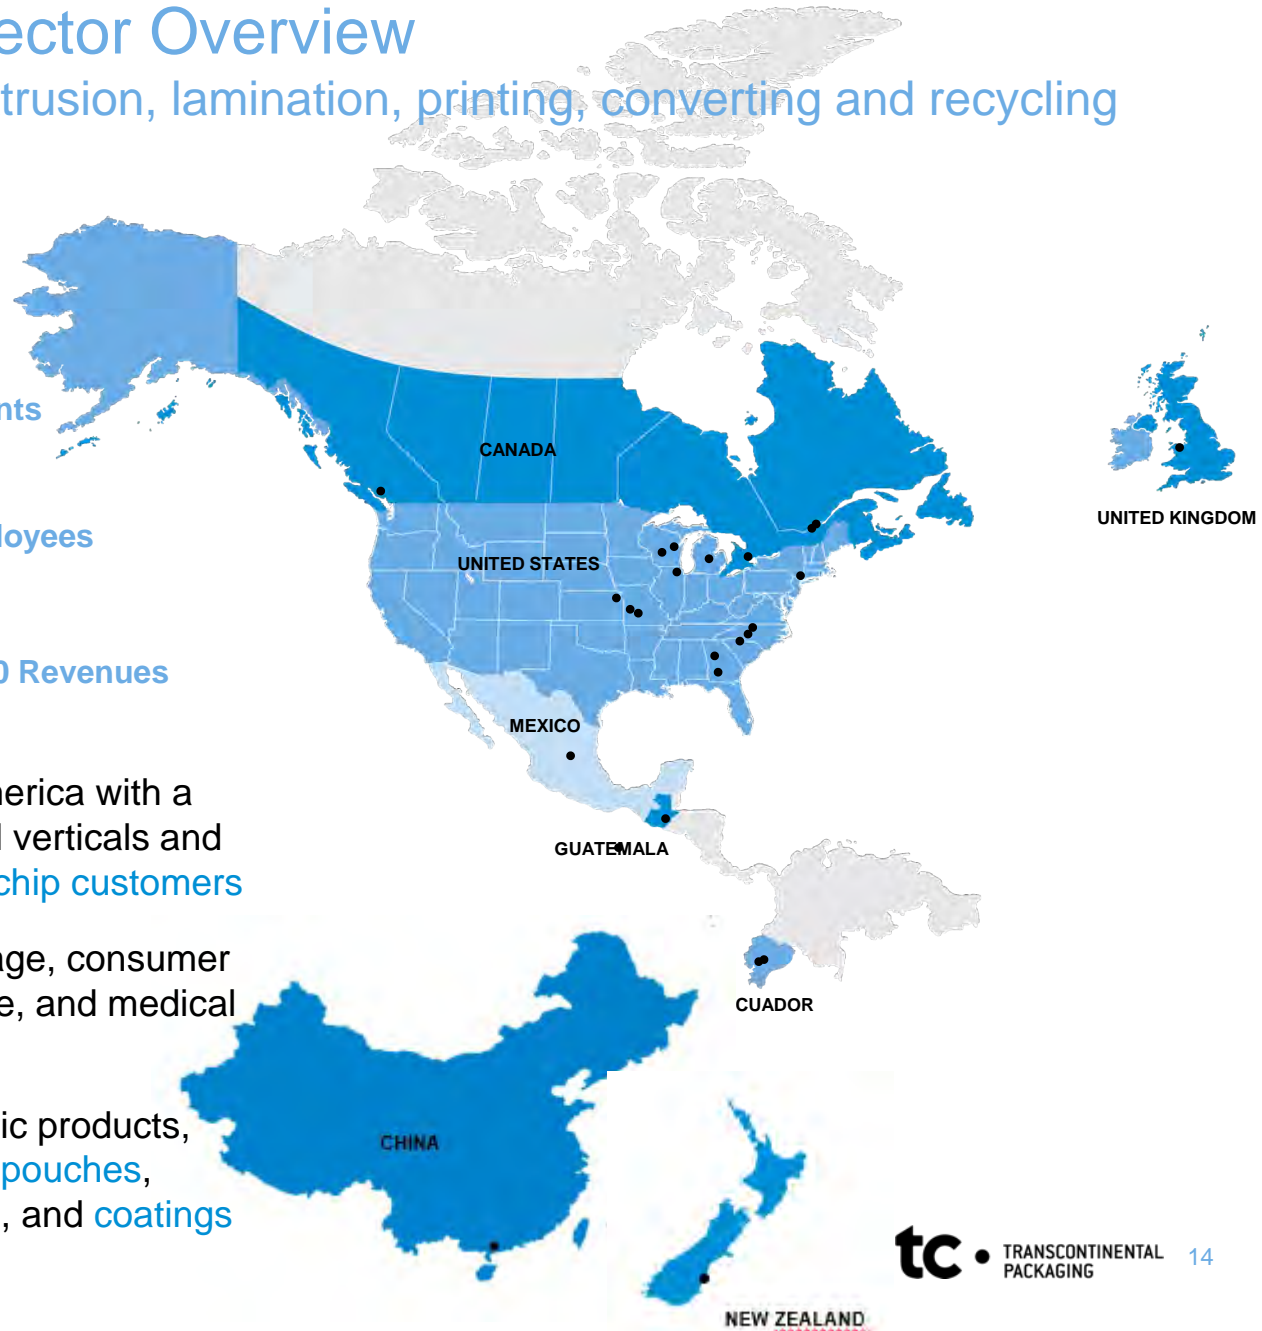 ector Overview
trusion, lamination, printing, converting and recycling
nts
CANADA
UNITED KINGDOM
loyees
UNITED STATES
0 Revenues
MEXICO
nerica with a
l verticals and
chip customers
GUATEMALA
age, consumer
e, and medical
CUADOR
ic products,
pouches,
, and coatings
CHINA
NEW ZEALAND
tc • TRANSCONTINENTAL
PACKAGING
14